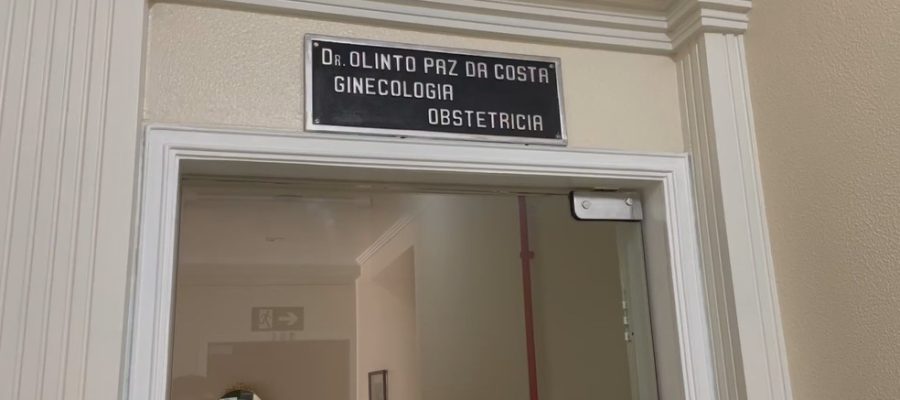 DR. OLINTO PAZ DA COSTA
GINECOLOGIA
OBSTETRICIA